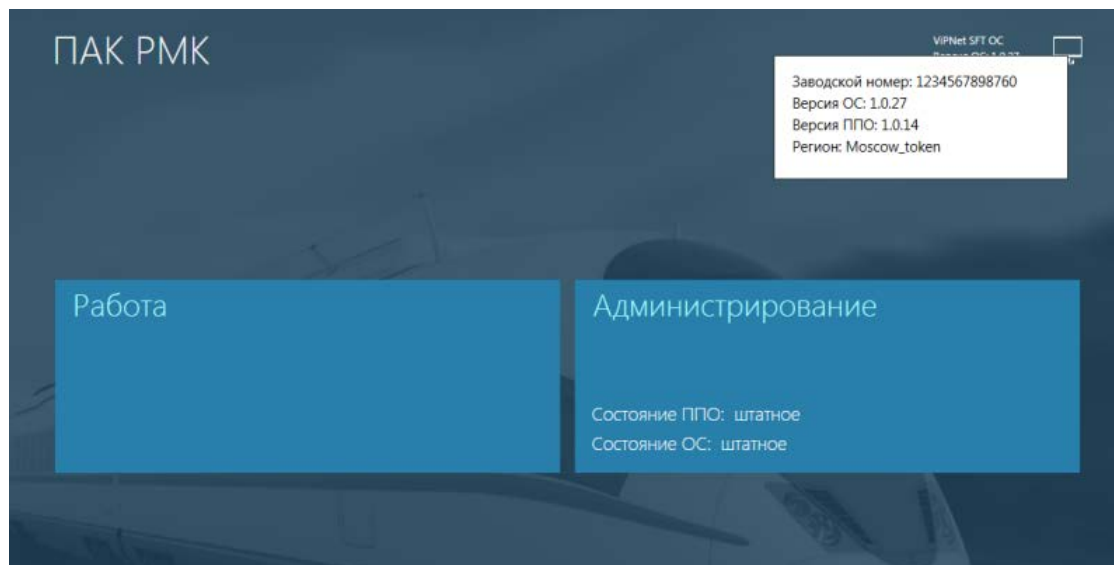 ПАК РМК
ViPNet SFT ОС
Заводской номер: 1234567898760
Версия ОС: 1.0.27
Версия ППО: 1.0.14
Регион: Moscow_token
Работа
Администрирование
Состояние ППО: штатное
Состояние ОС: штатное